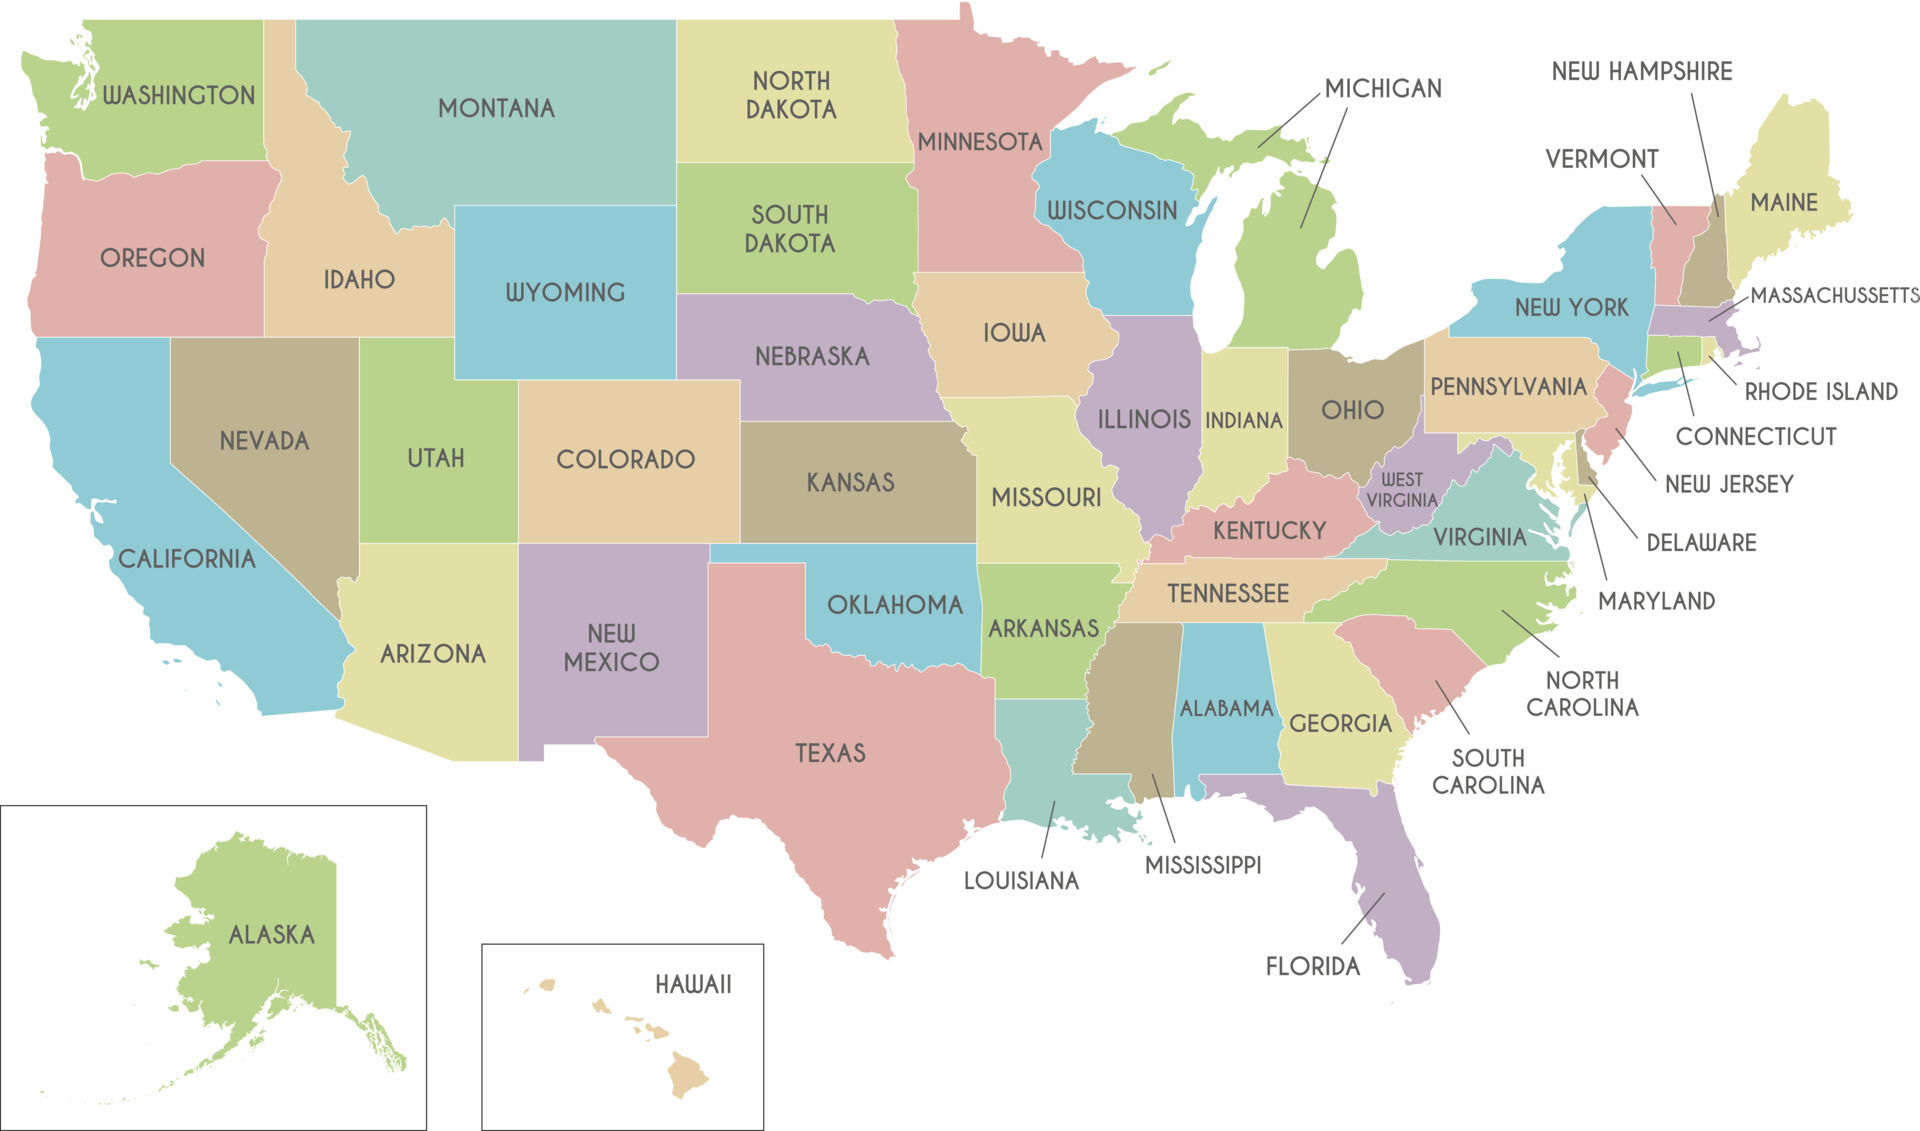 NEW HAMPSHIRE
MICHIGAN
WASHINGTON
MONTANA
NORTH
DAKOTA
MINNESOTA
VERMONT
MAINE
WISCONSIN
SOUTH
DAKOTA
OREGON
IDAHO
WYOMING
MASSACHUSSETTS
NEW YORK
IOWA
NEBRASKA
PENNSYLVANIA
RHODE ISLAND
OHIO
ILLINOIS
INDIANA
CONNECTICUT
NEVADA
UTAH
COLORADO
KANSAS
NEW JERSEY
WEST
VIRGINIA
MISSOURI
KENTUCKY
VIRGINIA
DELAWARE
CALIFORNIA
TENNESSEE
MARYLAND
OKLAHOMA
ARKANSAS
NEW
MEXICO
ARIZONA
NORTH
CAROLINA
ALABAMA
GEORGIA
TEXAS
SOUTH
CAROLINA
MISSISSIPPI
LOUISIANA
ALASKA
FLORIDA
HAWAII